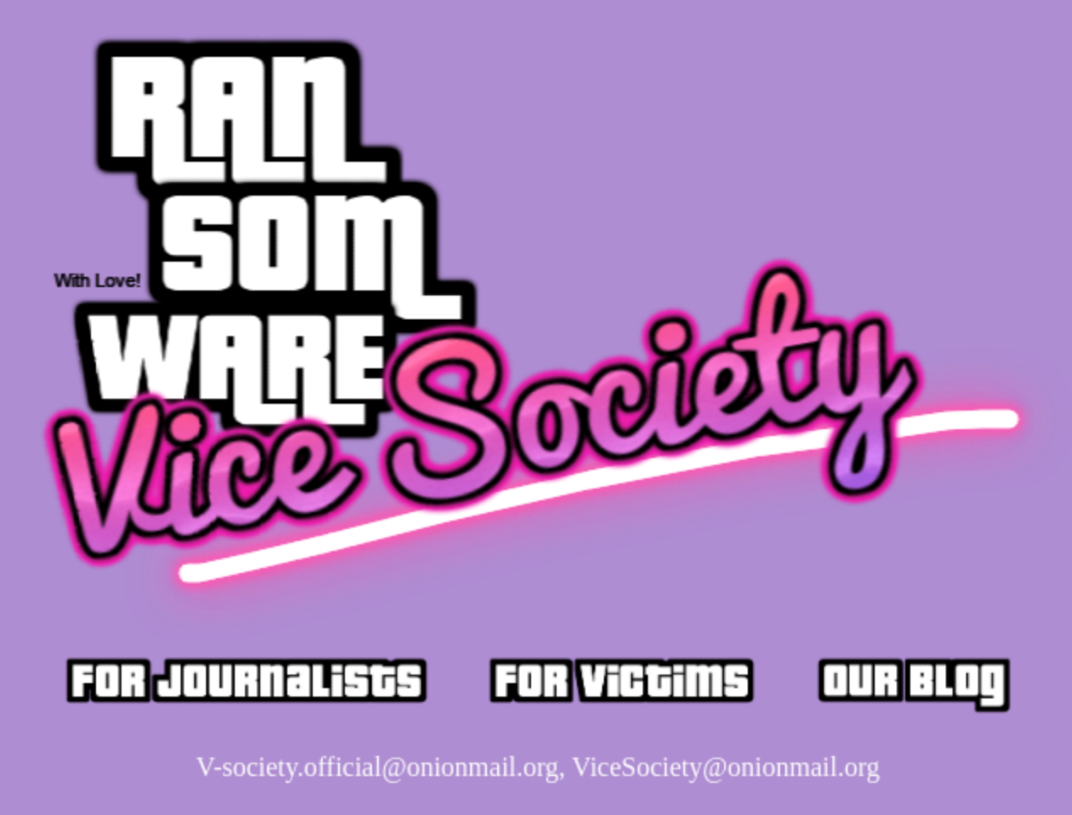 RAN
SOM
With Love!
WARE
Vice Society
FOR JOURNALISTS FOR VICTIMS OUR BLOG
V-society.official@onionmail.org, ViceSociety@onionmail.org